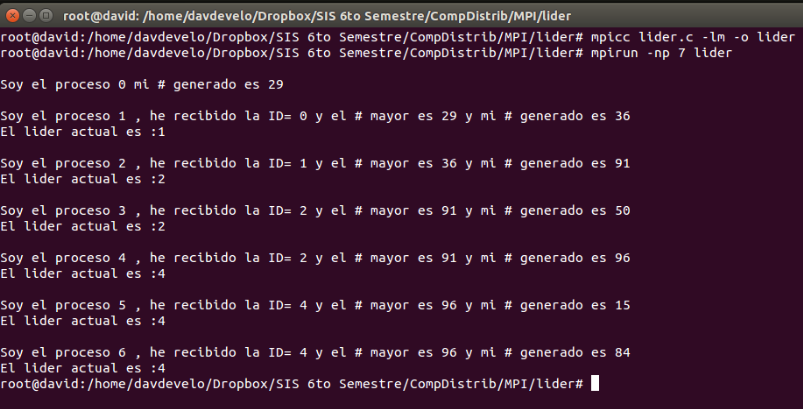 root@david: /home/davdevelo/Dropbox/SIS 6to Semestre/CompDistrib/MPI/lider
root@david:/home/davdevelo/Dropbox/SIS 6to Semestre/CompDistrib/MPI/lider# mpicc lider.c -lm -o lider
root@david:/home/davdevelo/Dropbox/SIS 6to Semestre/CompDistrib/MPI/lider# mpirun -np 7 lider
Soy el proceso 0 mi # generado es 29
Soy el proceso 1 , he recibido la ID= 0 y el # mayor es 29 y mi # generado es 36
El lider actual es :1
Soy el proceso 2 , he recibido la ID= 1 y el # mayor es 36 y mi # generado es 91
El lider actual es :2
Soy el proceso 3 , he recibido la ID= 2 y el # mayor es 91 y mi # generado es 50
El lider actual es :2
Soy el proceso 4 , he recibido la ID= 2 y el # mayor es 91 y mi # generado es 96
El lider actual es :4
Soy el proceso 5 , he recibido la ID= 4 y el # mayor es 96 y mi # generado es 15
El lider actual es :4
Soy el proceso 6 , he recibido la ID= 4 y el # mayor es 96 y mi # generado es 84
El lider actual es :4
root@david:/home/davdevelo/Dropbox/SIS 6to Semestre/CompDistrib/MPI/lider#